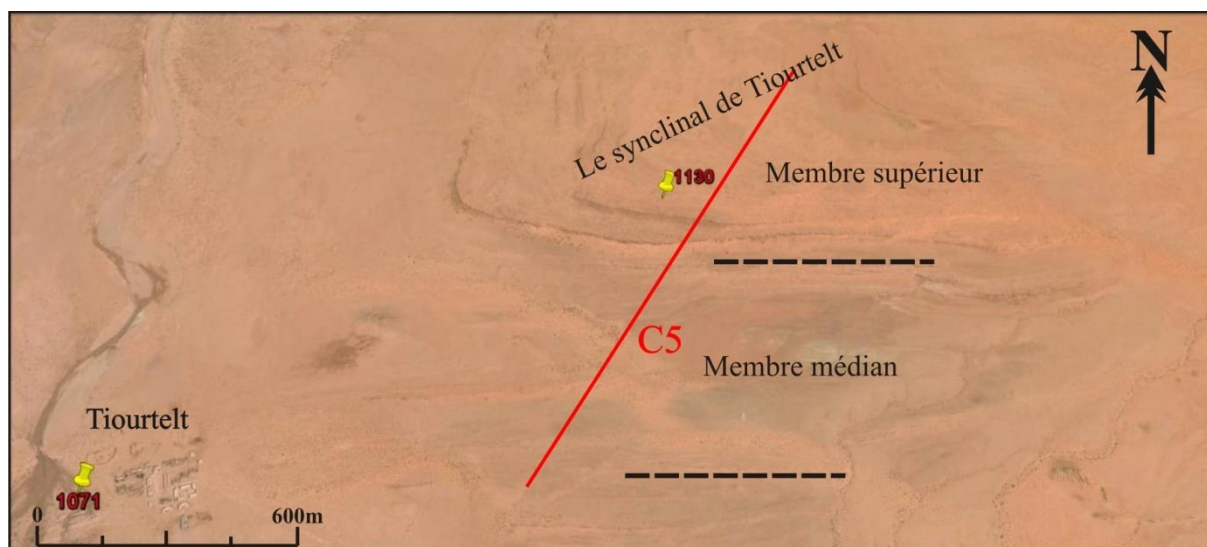 N
Le synclinal de Tiourtelt
1130
Membre supérieur
C5
Membre médian
Tiourtelt
1071
0
600m